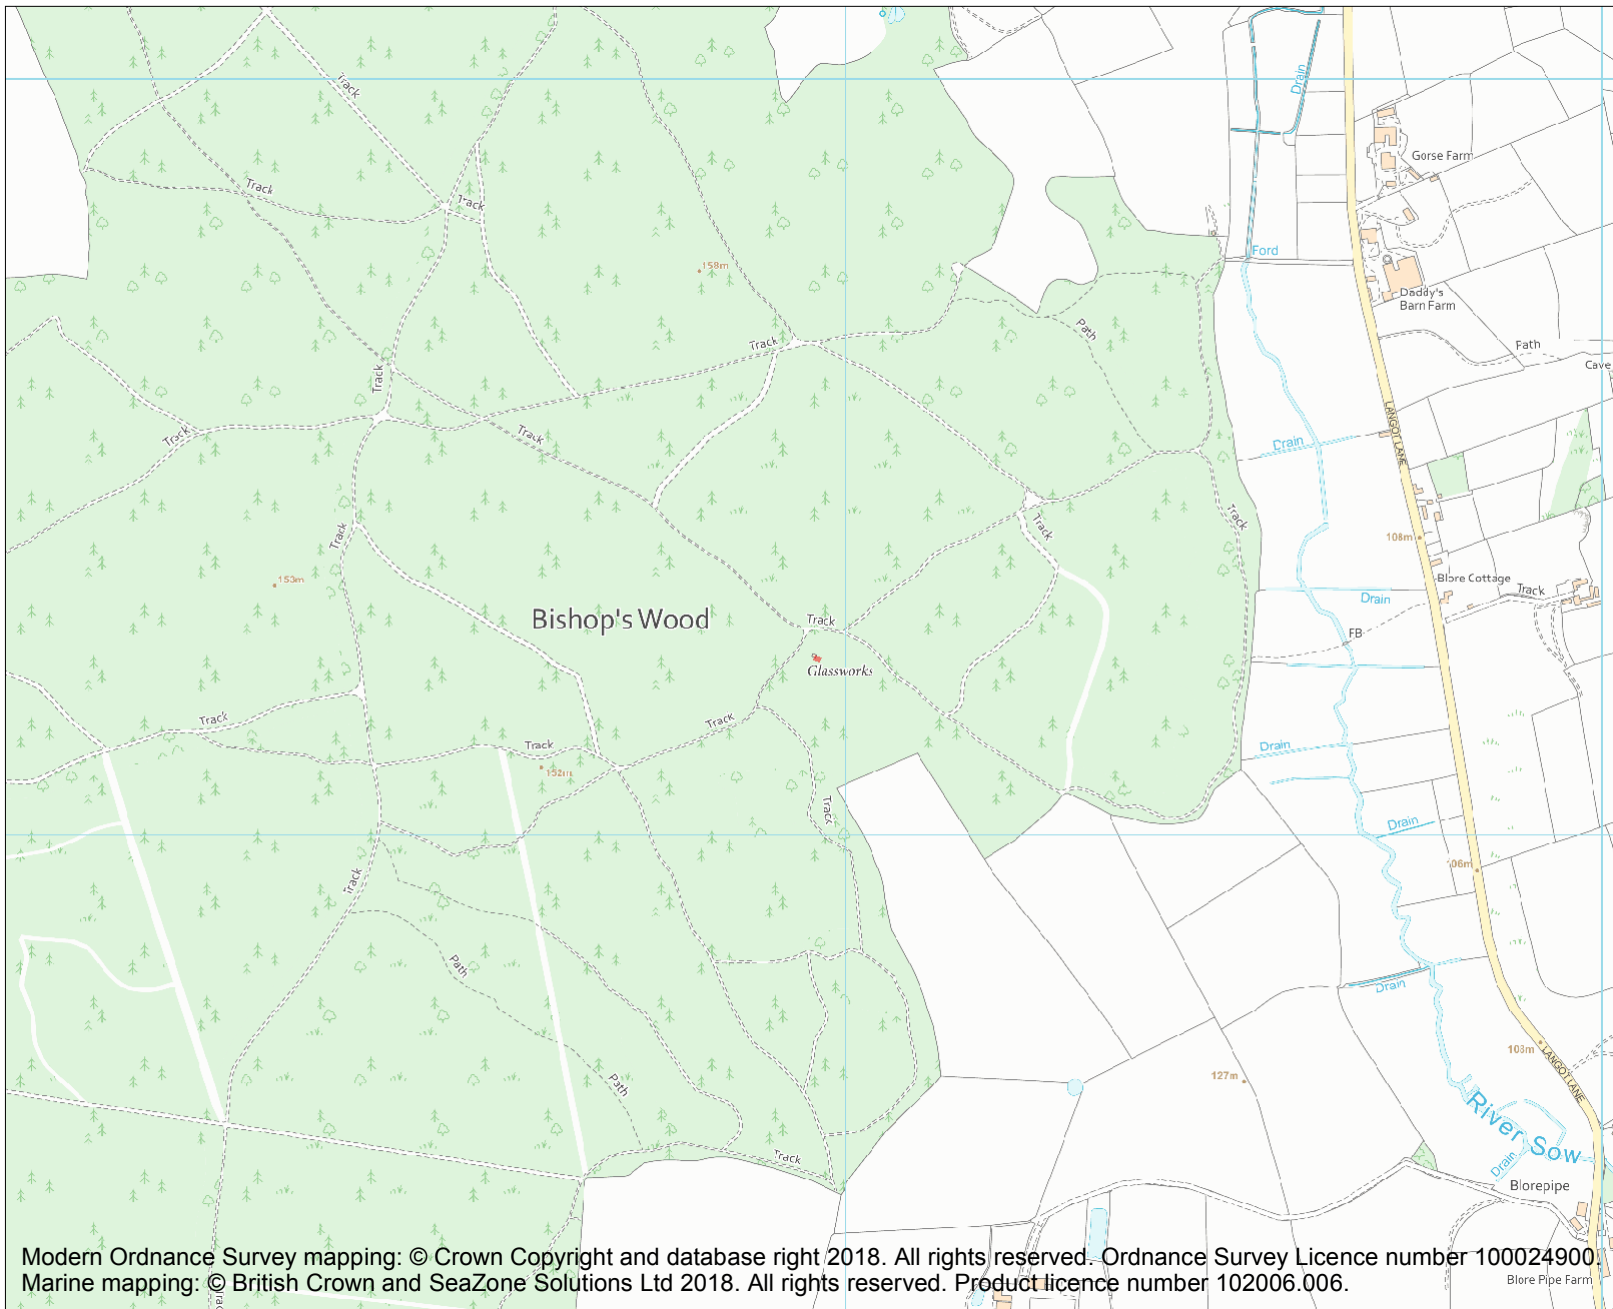 Track
Drain
Gorse Farm
Track
Track
Ford
158m
Daddy's
Barn Farm
Path
Track
Fath
Cave
Track
LANGOT LANE
Track
Track
Drain
Track
Track
Track
108m
153m
Blore Cottage
Track
Drain
Bishop's Wood
Track
FB
Glassworks
Track
Track
Track
Drain
152m
Track
Drain
106m
Track
Path
Drain
103m
LANGOT LANE
127m
Path
River Sow
Track
Drain
Blorepipe
Modern Ordnance Survey mapping: © Crown Copyright and database right 2018. All rights reserved. Ordnance Survey Licence number 100024900.
Marine mapping: © British Crown and SeaZone Solutions Ltd 2018. All rights reserved. Product licence number 102006.006.
Blore Pipe Farm